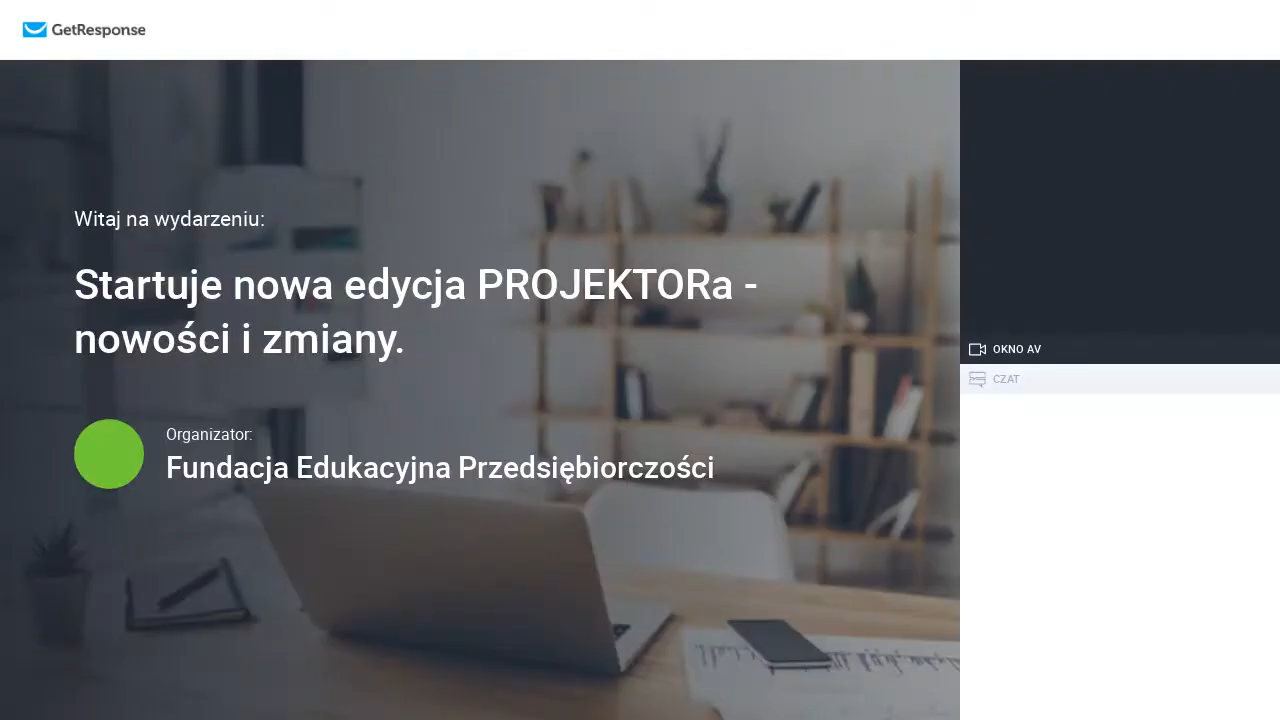 GetResponse
Witaj na wydarzeniu:
Startuje nowa edycja PROJEKTORa -
nowości i zmiany.
Organizator:
Fundacja Edukacyjna Przedsiębiorczości
OKNO AV
CZAT